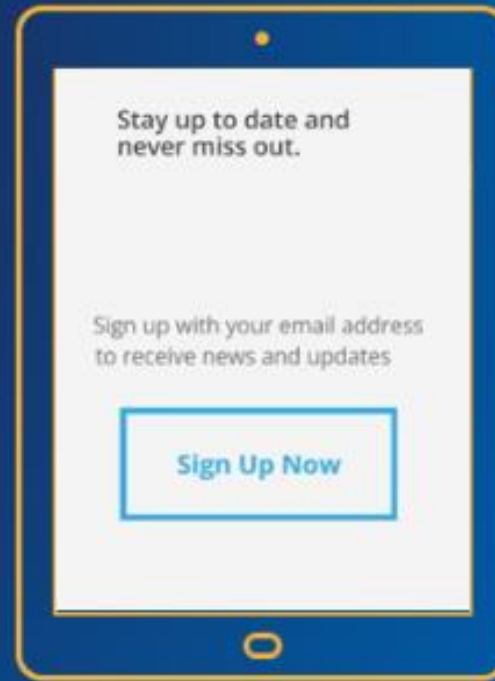 Stay up to date and
never miss out.
Sign up with your email address
to receive news and updates
Sign Up Now